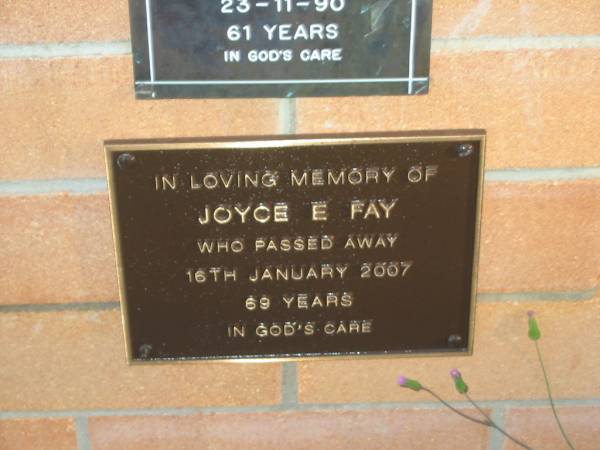 23-11-90
61 YEARS
IN GOD'S CARE
IN LOVING MEMORY OF
JOYCE E FAY
WHO PASSED AWAY
16TH JANUARY 2007
69 YEARS
IN GOD'S CARE